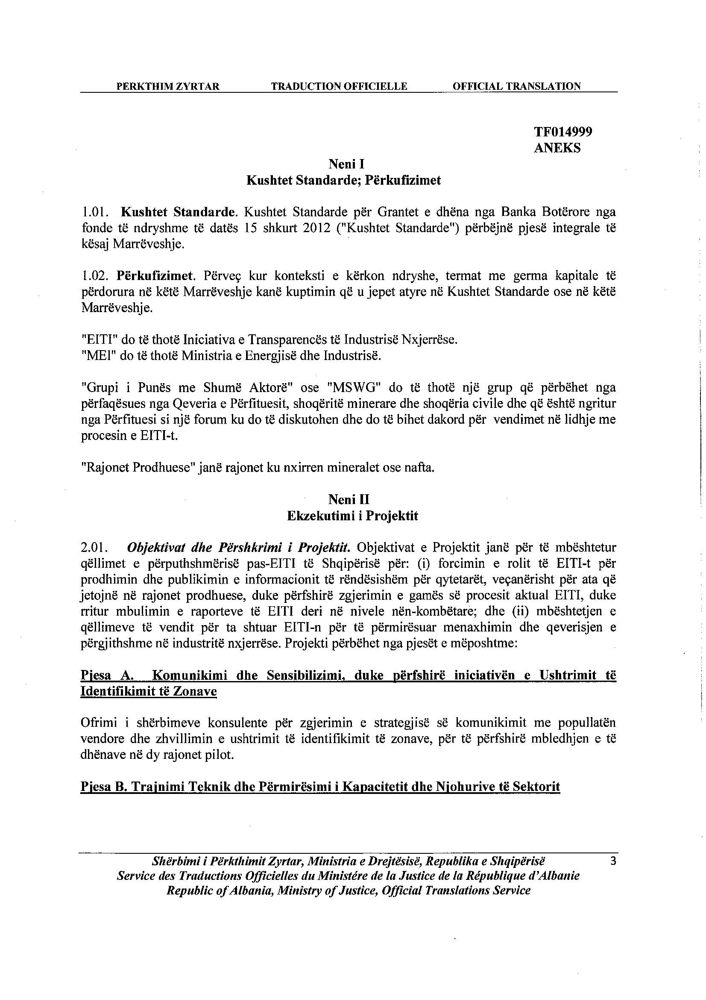 PERKTHIM ZYRTAR TRADUCTION OFFICIELLE OFFICIAL TRANSLATION
TF014999
ANEKS
Neni I
Kushtet Standarde; Përkufizimet
1.01. Kushtet Standarde. Kushtet Standarde për Grantet e dhëna nga Banka Botërore nga
fonde të ndryshme të datës 15 shkurt 2012 ("Kushtet Standarde") përbëjnë pjesë integrale të
kësaj Marrëveshje.
1.02. Përkufizimet. Përveç kur konteksti e kërkon ndryshe, termat me germa kapitale të
përdorura në këtë Marrëveshje kanë kuptimin që u jepet atyre në Kushtet Standarde ose në këtë
Marrëveshje.
"EITI" do të thotë Iniciativa e Transparencës të Industrisë Nxjerrëse.
"MEl" do të thotë Ministria e Energjisë dhe Industrisë.
"Grupi i Punës me Shumë Aktorë" ose "MSWG" do të thotë një grup që përbëhet nga
përfaqësues nga Qeveria e Përfituesit, shoqëritë minerare dhe shoqëria civile dhe që është ngritur
nga Përfituesi si një forum ku do të diskutohen dhe do të bihet dakord për vendimet në lidhje me
procesin e EITI-t.
"Rajonet Prodhuese" janë rajonet ku nxirren mineralet ose nafta.
Neni II
Ekzekutimi i Projektit
2.01. Objektivat dhe Përshkrimi i Projektit. Objektivat e Projektit janë për të mbështetur
qëllimet e përputhshmërisë pas-EITI të Shqipërisë për: (i) forcimin e rolit të EITI-t për
prodhimin dhe publikimin e informacionit të rëndësishëm për qytetarët, veçanërisht për ata që
jetojnë në rajonet prodhuese, duke përfshirë zgjerimin e gamës së procesit aktual EITI, duke
rritur mbulimin e raporteve të EITI deri në nivele nën-kombëtare; dhe (ii) mbështetjen e
qëllimeve të vendit për ta shtuar EITI-n për të përmirësuar menaxhimin dhe qeverisjen e
përgjithshme në industritë nxjerrëse. Projekti përbëhet nga pjesët e mëposhtme:
Pjesa A. Komunikimi dhe Sensibilizimi, duke përfshirë iniciativën e Ushtrimit të
Identifikimit të Zonave
Ofrimi i shërbimeve konsulente për zgjerimin e strategjisë së komunikimit me popullatën
vendore dhe zhvillimin e ushtrimit të identifikimit të zonave, për të përfshirë mbledhjen e të
dhënave në dy rajonet pilot.
Pjesa B. Trajnimi Teknik dhe Përmirësimi i Kapacitetit dhe Njohurive të Sektorit
Shërbimi i Përkthimit Zyrtar, Ministria e Drejtësisë, Republika e Shqipërisë 3
Service des Traductions Officielles du Ministére de la Justice de la République d'Albanie
Republic of Albania, Ministry of Justice, Official Translations Service